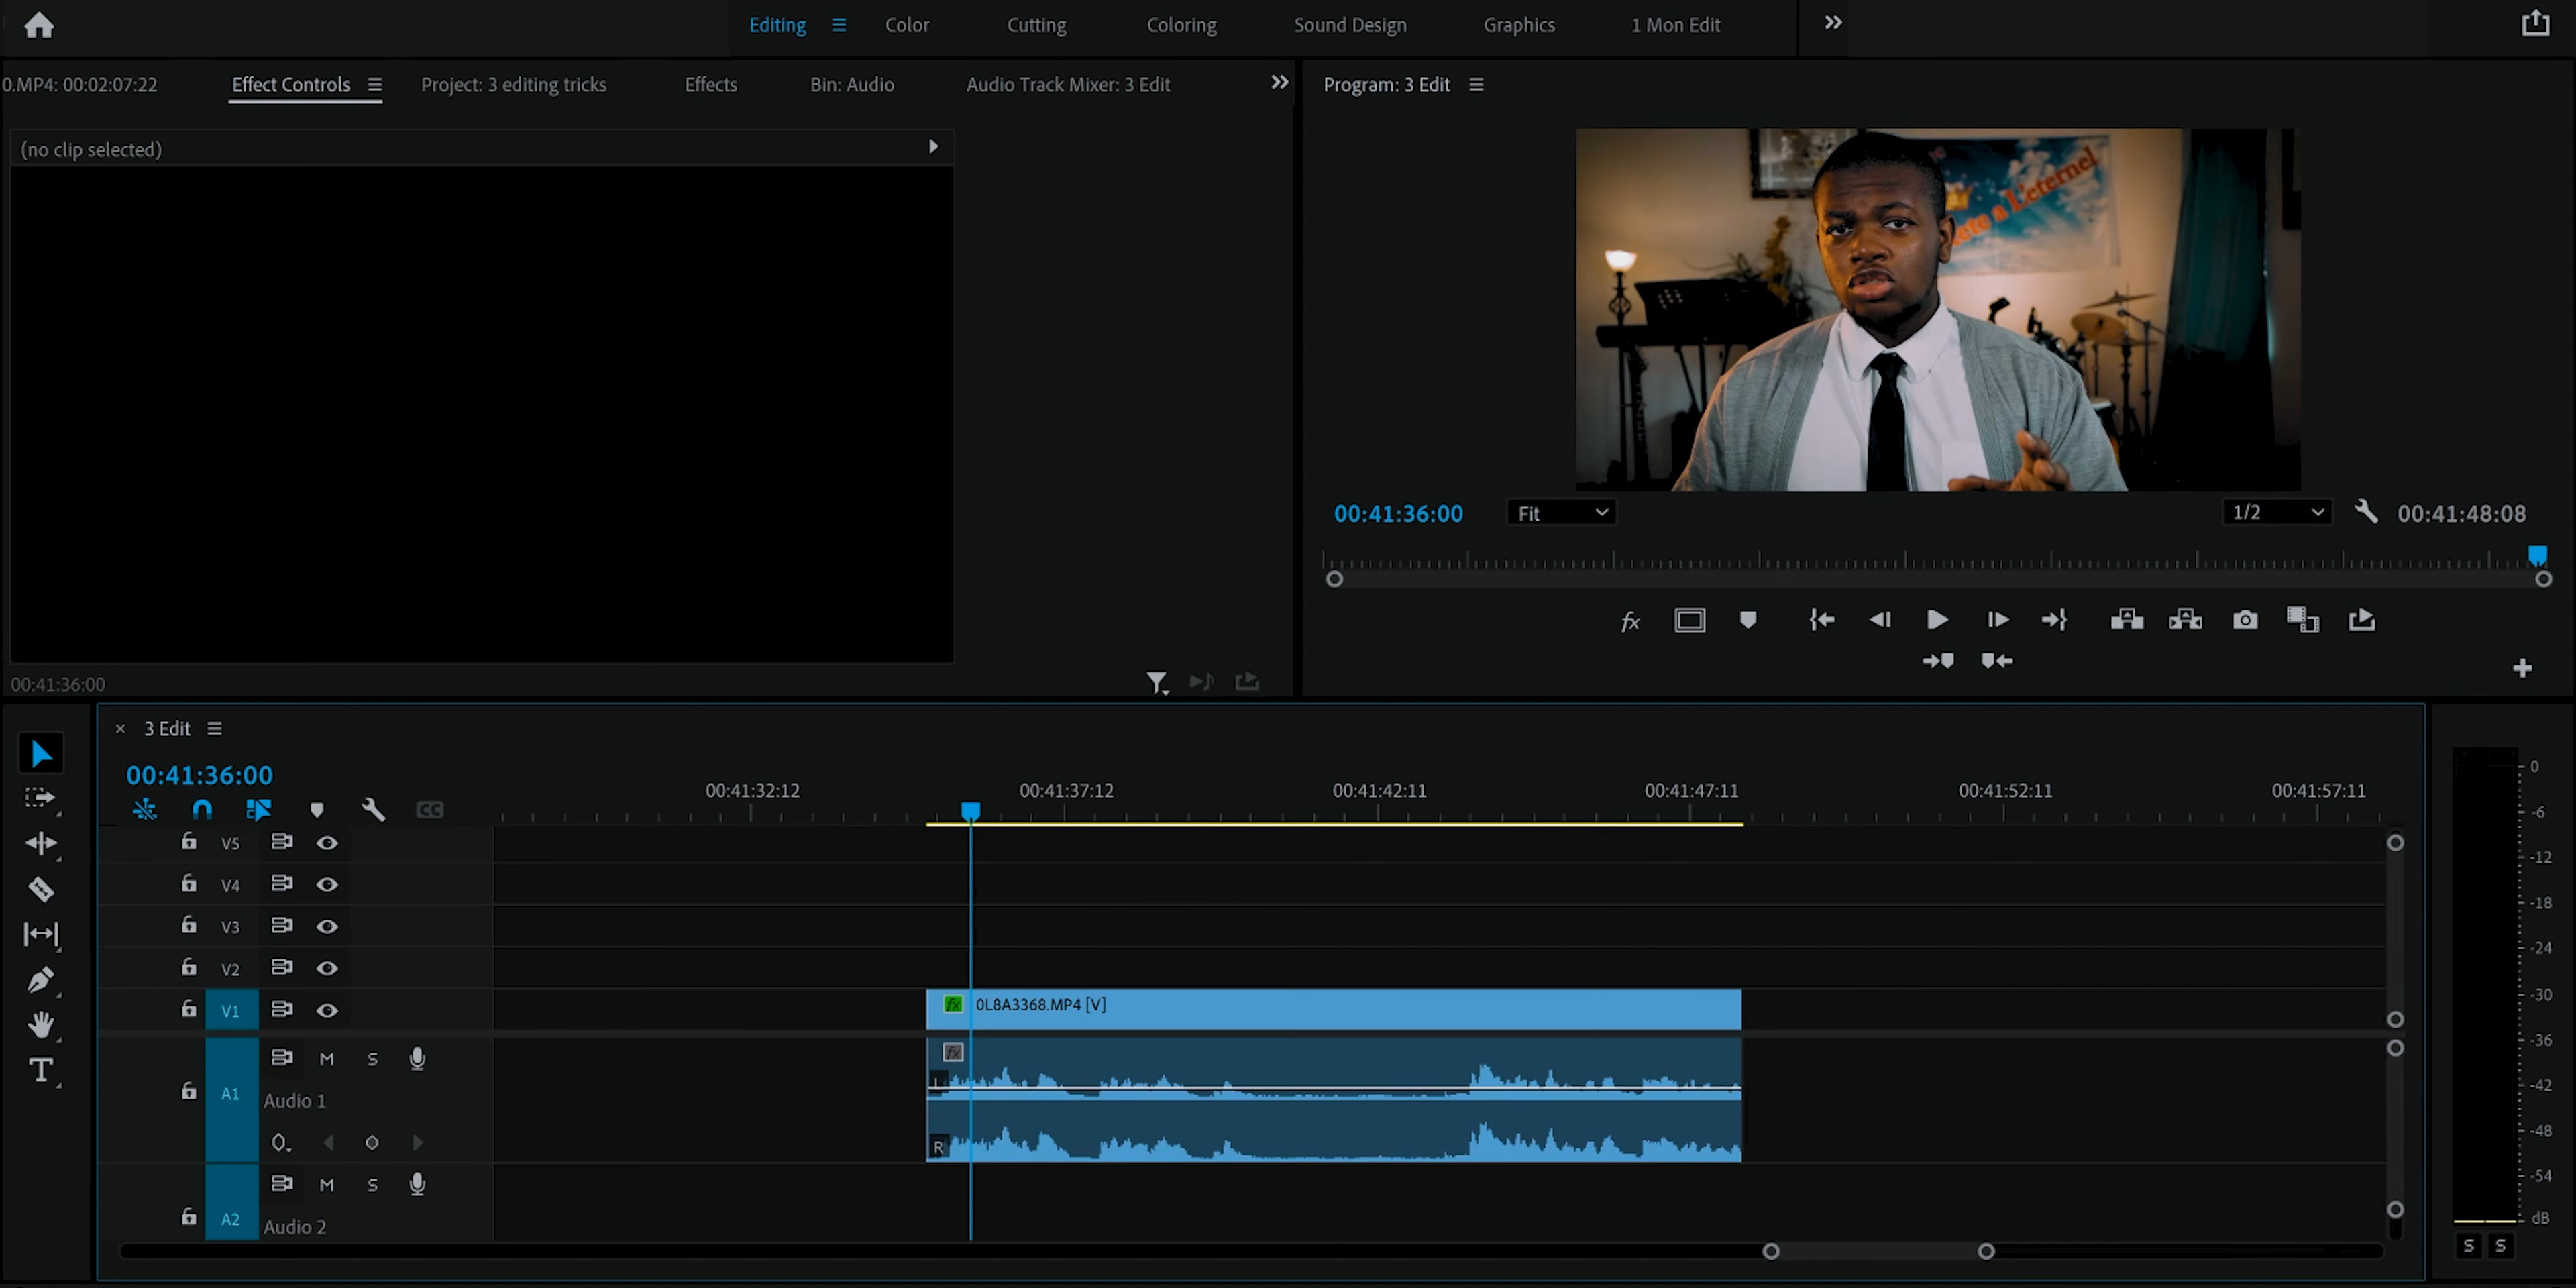 Editing Color Cutting Coloring Sound Design Graphics 1 Mon Edit
0.MP4: 00:02:07:22 Effect Controls Project: 3 editing tricks Effects Bin: Audio Audio Track Mixer: 3 Edit
(no clip selected)
00:41:36:00
Program: 3 Edit
a L'eternel
00:41:36:00 Fit 1/2 00:41:48:08
fx
3 Edit
00:41:36:00
00:41:32:12 00:41:37:12 00:41:42:11 00:41:47:11 00:41:52:11 00:41:57:11
CC
V5
V4
V3
V2
V1 fx 0L8A3368.MP4 [V]
M S fx
L
A1
Audio 1
R
M S
A2
Audio 2
T
0
-6
-12
-18
-24
-30
-36
-42
-48
-54
dB
S S